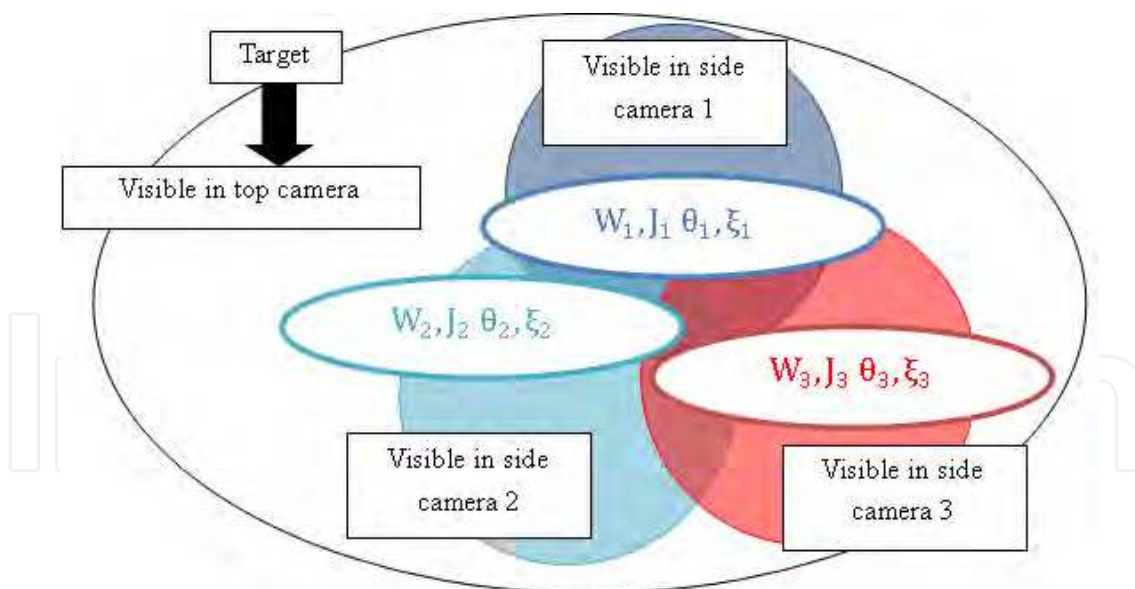 Target
Visible in top camera
Visible in side
camera 1
W₁,J₁ θ₁,ξ₁
W₂,J₂ θ₂,ξ₂
W₃,J₃ θ₃,ξ₃
Visible in side
camera 2
Visible in side
camera 3